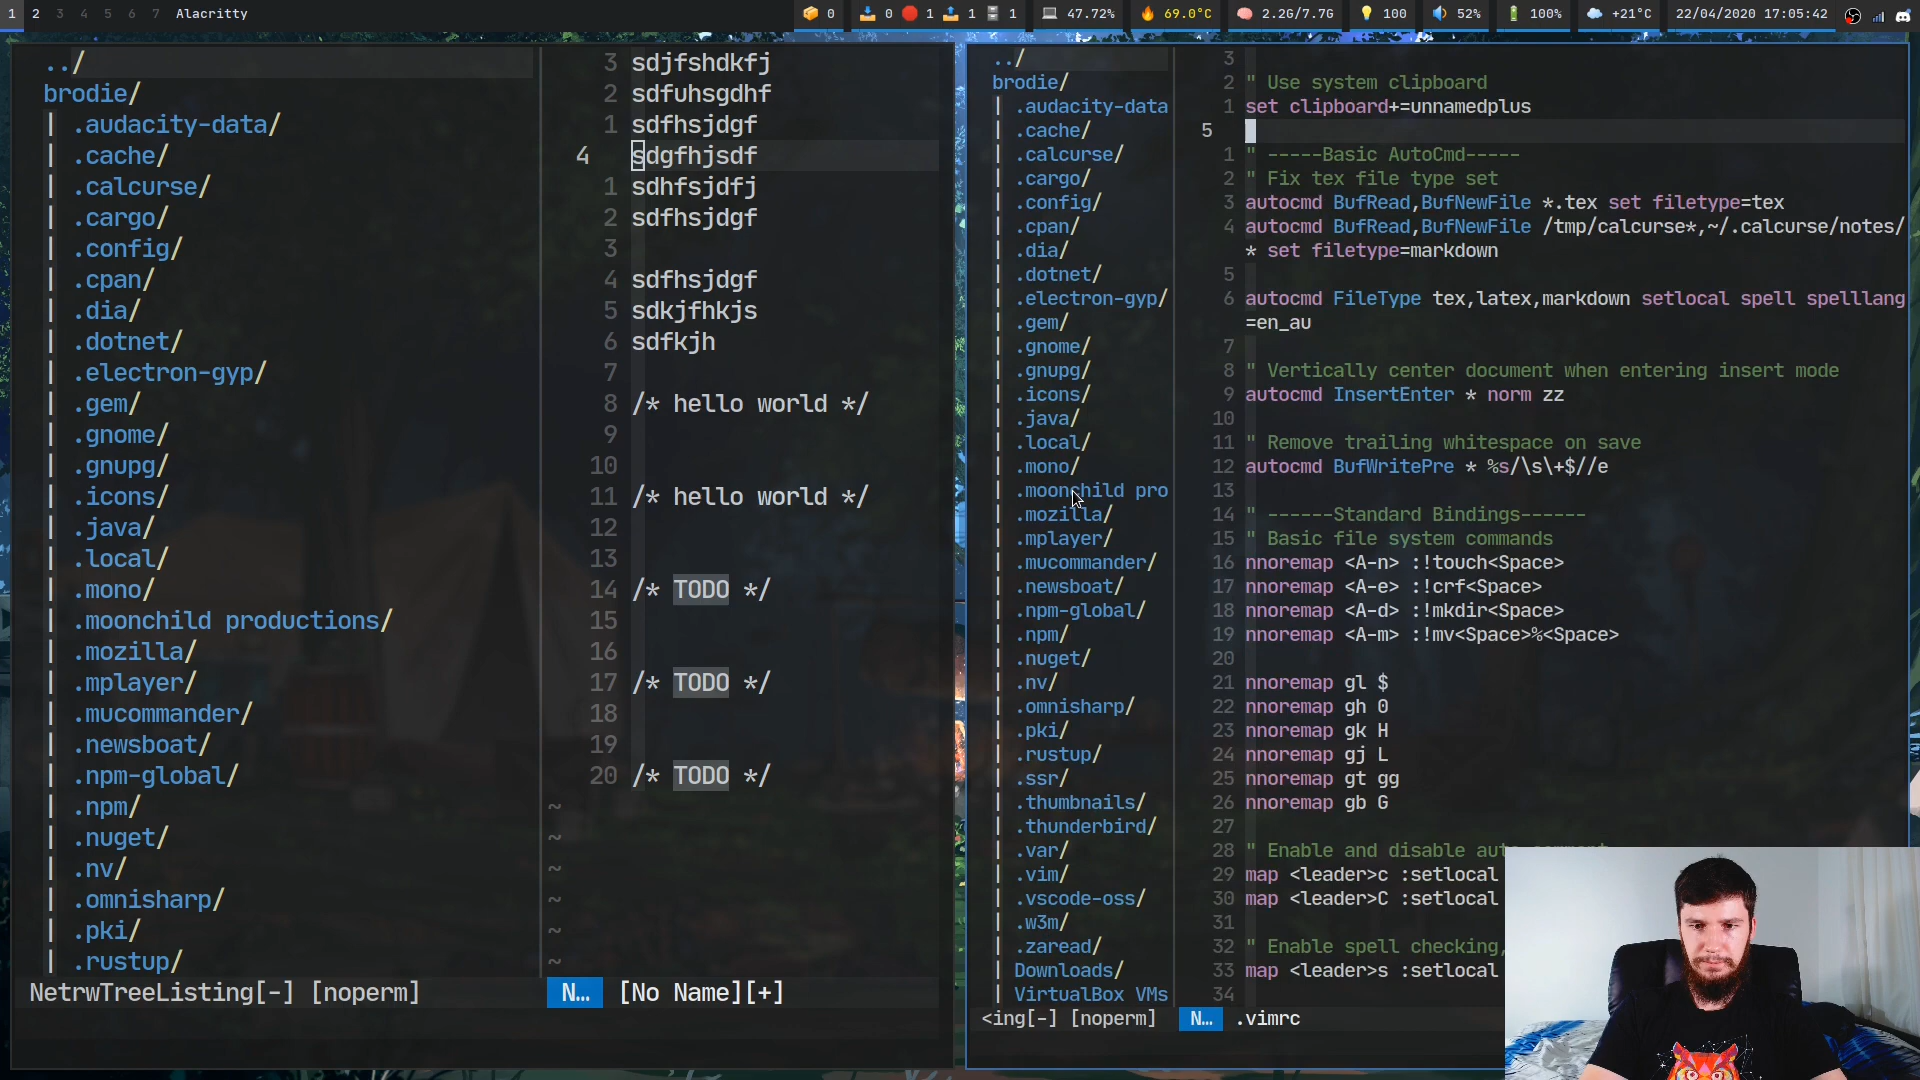 1 2 3 4 5 6 7 Alacritty
0 0 1 1 1 47.72% 69.0°C 2.2G/7.7G 100 52% 100% +21°C 22/04/2020 17:05:42
../
brodie/
| .audacity-data/
| .cache/
| .calcurse/
| .cargo/
| .config/
| .cpan/
| .dia/
| .dotnet/
| .electron-gyp/
| .gem/
| .gnome/
| .gnupg/
| .icons/
| .java/
| .local/
| .mono/
| .moonchild productions/
| .mozilla/
| .mplayer/
| .mucommander/
| .newsboat/
| .npm-global/
| .npm/
| .nuget/
| .nv/
| .omnisharp/
| .pki/
| .rustup/
NetrwTreeListing[-] [noperm]
3 sdjfshdkfj
2 sdfuhsgdhf
1 sdfhsjdgf
4 sdgfhjsdf
1 sdhfsjdfj
2 sdfhsjdgf
3
4 sdfhsjdgf
5 sdkjfhkjs
6 sdfkjh
7
8 /* hello world */
9
10
11 /* hello world */
12
13
14 /* TODO */
15
16
17 /* TODO */
18
19
20 /* TODO */
~
~
~
~
~
~
N... [No Name][+]
../
brodie/
| .audacity-data
| .cache/
| .calcurse/
| .cargo/
| .config/
| .cpan/
| .dia/
| .dotnet/
| .electron-gyp/
| .gem/
| .gnome/
| .gnupg/
| .icons/
| .java/
| .local/
| .mono/
| .moonchild pro
| .mozilla/
| .mplayer/
| .mucommander/
| .newsboat/
| .npm-global/
| .npm/
| .nuget/
| .nv/
| .omnisharp/
| .pki/
| .rustup/
| .ssr/
| .thumbnails/
| .thunderbird/
| .var/
| .vim/
| .vscode-oss/
| .w3m/
| .zaread/
| Downloads/
| VirtualBox VMs
<ing[-] [noperm]
3
2 " Use system clipboard
1 set clipboard+=unnamedplus
5
1 " -----Basic AutoCmd-----
2 " Fix tex file type set
3 autocmd BufRead,BufNewFile *.tex set filetype=tex
4 autocmd BufRead,BufNewFile /tmp/calcurse*,~/.calcurse/notes/
* set filetype=markdown
5
6 autocmd FileType tex,latex,markdown setlocal spell spelllang
=en_au
7
8 " Vertically center document when entering insert mode
9 autocmd InsertEnter * norm zz
10
11 " Remove trailing whitespace on save
12 autocmd BufWritePre * %s/\s\+$//e
13
14 " ------Standard Bindings------
15 " Basic file system commands
16 nnoremap <A-n> :!touch<Space>
17 nnoremap <A-e> :!crf<Space>
18 nnoremap <A-d> :!mkdir<Space>
19 nnoremap <A-m> :!mv<Space>%<Space>
20
21 nnoremap gl $
22 nnoremap gh 0
23 nnoremap gk H
24 nnoremap gj L
25 nnoremap gt gg
26 nnoremap gb G
27
28 " Enable and disable
29 map <leader>c :setlocal
30 map <leader>C :setlocal
31
32 " Enable spell checking,
33 map <leader>s :setlocal
34
N... .vimrc